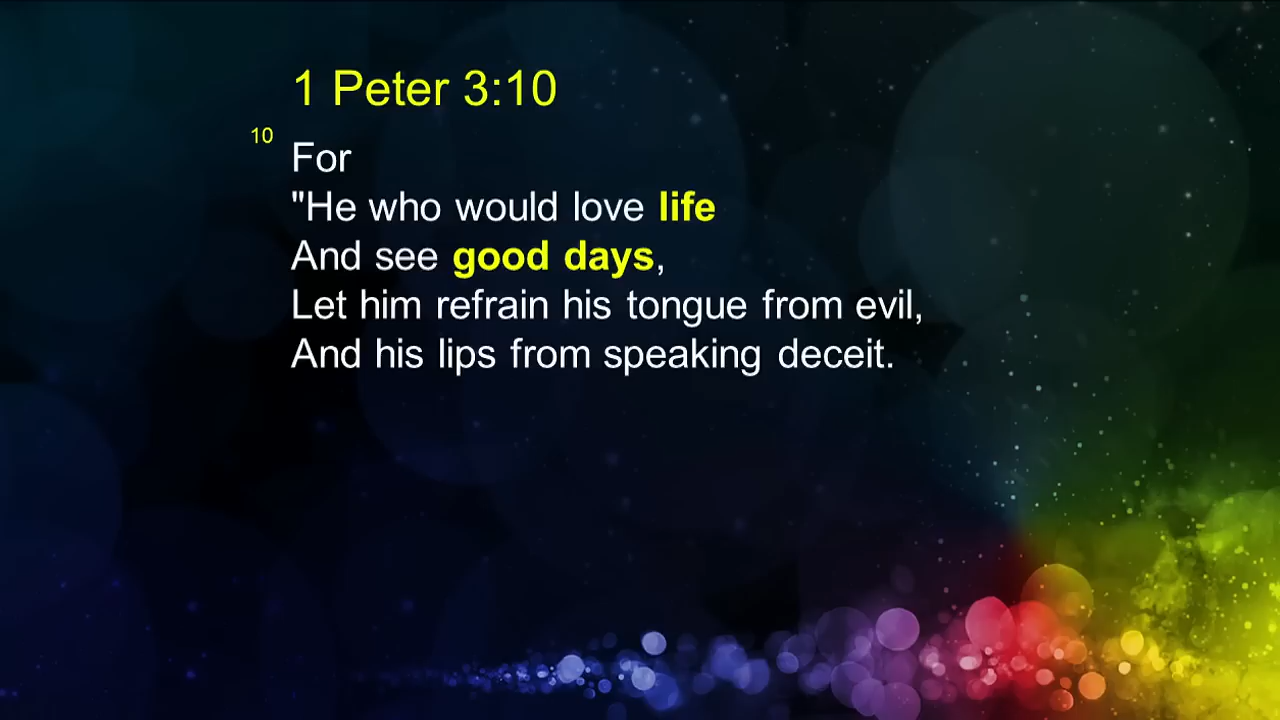 1 Peter 3:10
10 For
"He who would love life
And see good days,
Let him refrain his tongue from evil,
And his lips from speaking deceit.